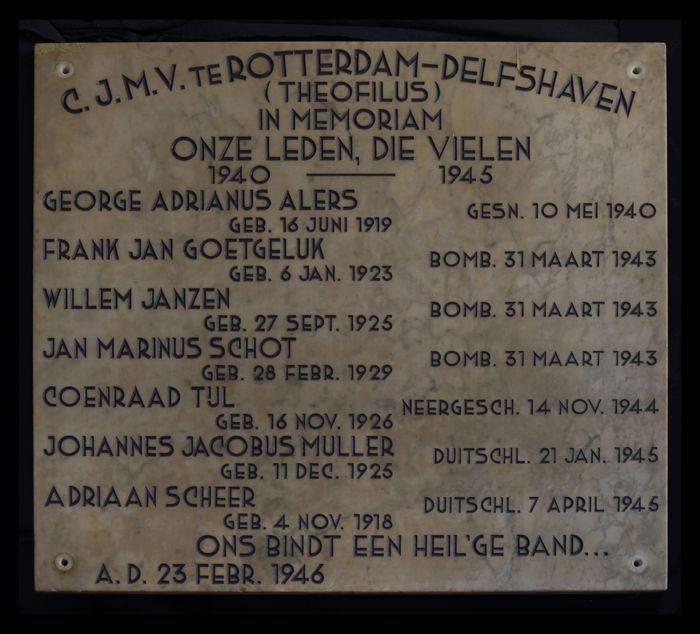 C.J.M.V. TE ROTTERDAM-DELFSHAVEN
(THEOFILUS)
IN MEMORIAM
ONZE LEDEN, DIE VIELEN
1940 — 1945
GEORGE ADRIANUS ALERS
GEB. 16 JUNI 1919 GESN. 10 MEI 1940
FRANK JAN GOETGELUK
GEB. 6 JAN. 1923 BOMB. 31 MAART 1943
WILLEM JANZEN
GEB. 27 SEPT. 1925 BOMB. 31 MAART 1943
JAN MARINUS SCHOT
GEB. 28 FEBR. 1929 BOMB. 31 MAART 1943
COENRAAD TIJL
GEB. 16 NOV. 1926 NEERGESCH. 14 NOV. 1944
JOHANNES JACOBUS MULLER
GEB. 11 DEC. 1925 DUITSCHL. 21 JAN. 1945
ADRIAAN SCHEER
GEB. 4 NOV. 1918 DUITSCHL. 7 APRIL 1945
ONS BINDT EEN HEIL'GE BAND...
A.D. 23 FEBR. 1946